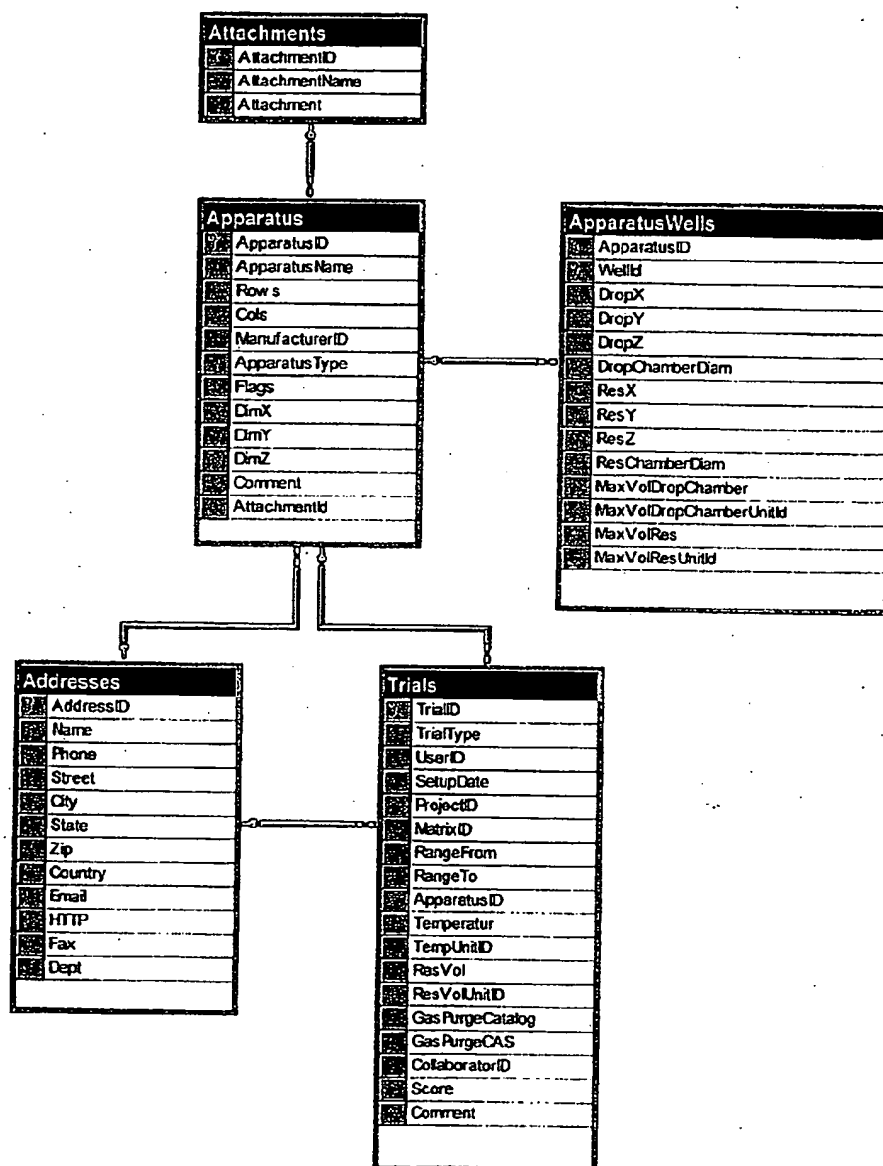 Attachments
AttachmentID
AttachmentName
Attachment
Apparatus
ApparatusID
ApparatusName
Rows
Cols
ManufacturerID
ApparatusType
Flags
DimX
DimY
DimZ
Comment
AttachmentId
ApparatusWells
ApparatusID
WellId
DropX
DropY
DropZ
DropChamberDiam
ResX
ResY
ResZ
ResChamberDiam
MaxVolDropChamber
MaxVolDropChamberUnitId
MaxVolRes
MaxVolResUnitId
Addresses
AddressID
Name
Phone
Street
City
State
Zip
Country
Email
HTTP
Fax
Dept
Trials
TrialID
TrialType
UserID
SetupDate
ProjectID
MatrixID
RangeFrom
RangeTo
ApparatusID
Temperatur
TempUnitID
ResVol
ResVolUnitID
GasPurgeCatalog
GasPurgeCAS
CollaboratorID
Score
Comment